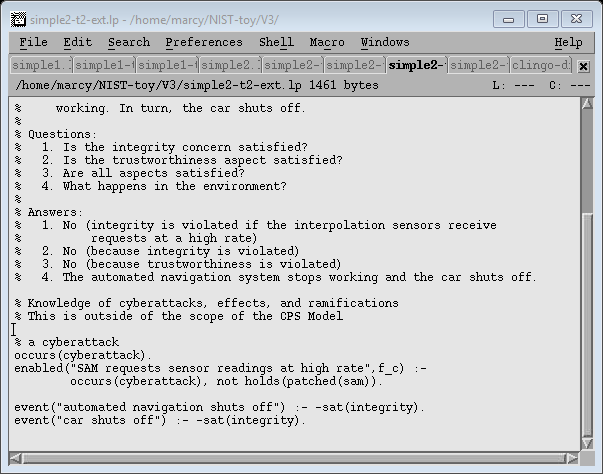 simple2-t2-ext.lp - /home/marcy/NIST-toy/V3/
File Edit Search Preferences Shell Macro Windows Help
simple1. simple1-t simple1-t simple2. simple2- simple2- simple2- simple2- clingo-d
/home/marcy/NIST-toy/V3/simple2-t2-ext.lp 1461 bytes L: --- C: ---
% working. In turn, the car shuts off.
%
% Questions:
% 1. Is the integrity concern satisfied?
% 2. Is the trustworthiness aspect satisfied?
% 3. Are all aspects satisfied?
% 4. What happens in the environment?
%
% Answers:
% 1. No (integrity is violated if the interpolation sensors receive
% requests at a high rate)
% 2. No (because integrity is violated)
% 3. No (because trustworthiness is violated)
% 4. The automated navigation system stops working and the car shuts off.
% Knowledge of cyberattacks, effects, and ramifications
% This is outside of the scope of the CPS Model
% a cyberattack
occurs(cyberattack).
enabled("SAM requests sensor readings at high rate",f_c) :-
occurs(cyberattack), not holds(patched(sam)).
event("automated navigation shuts off") :- -sat(integrity).
event("car shuts off") :- -sat(integrity).